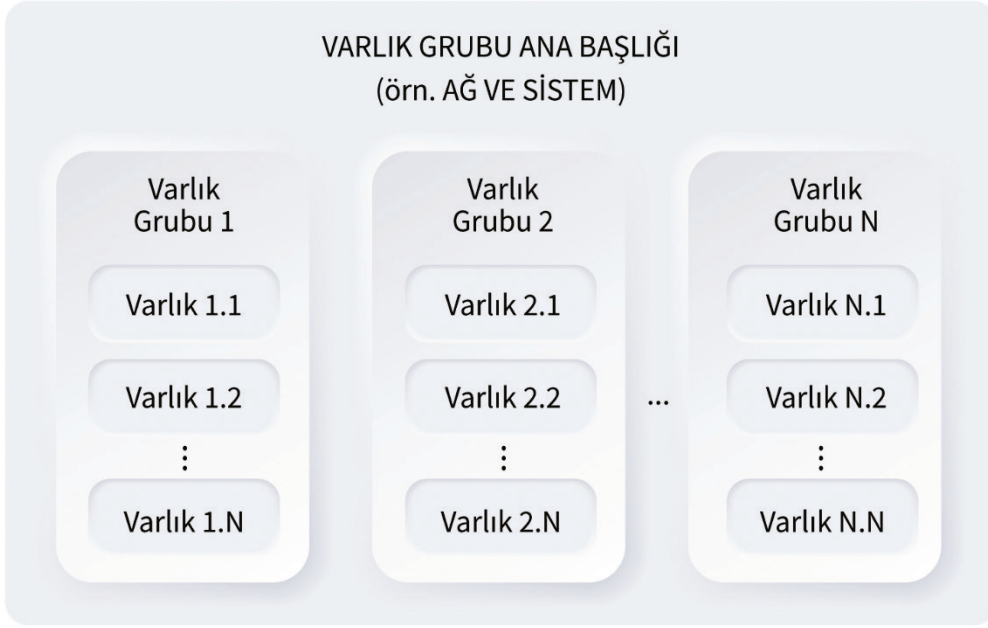 VARLIK GRUBU ANA BAŞLIĞI
(örn. AĞ VE SİSTEM)
Varlık
Grubu 1
Varlık 1.1
Varlık 1.2
⋮
Varlık 1.N
Varlık
Grubu 2
Varlık 2.1
Varlık 2.2
⋮
Varlık 2.N
...
Varlık
Grubu N
Varlık N.1
Varlık N.2
⋮
Varlık N.N